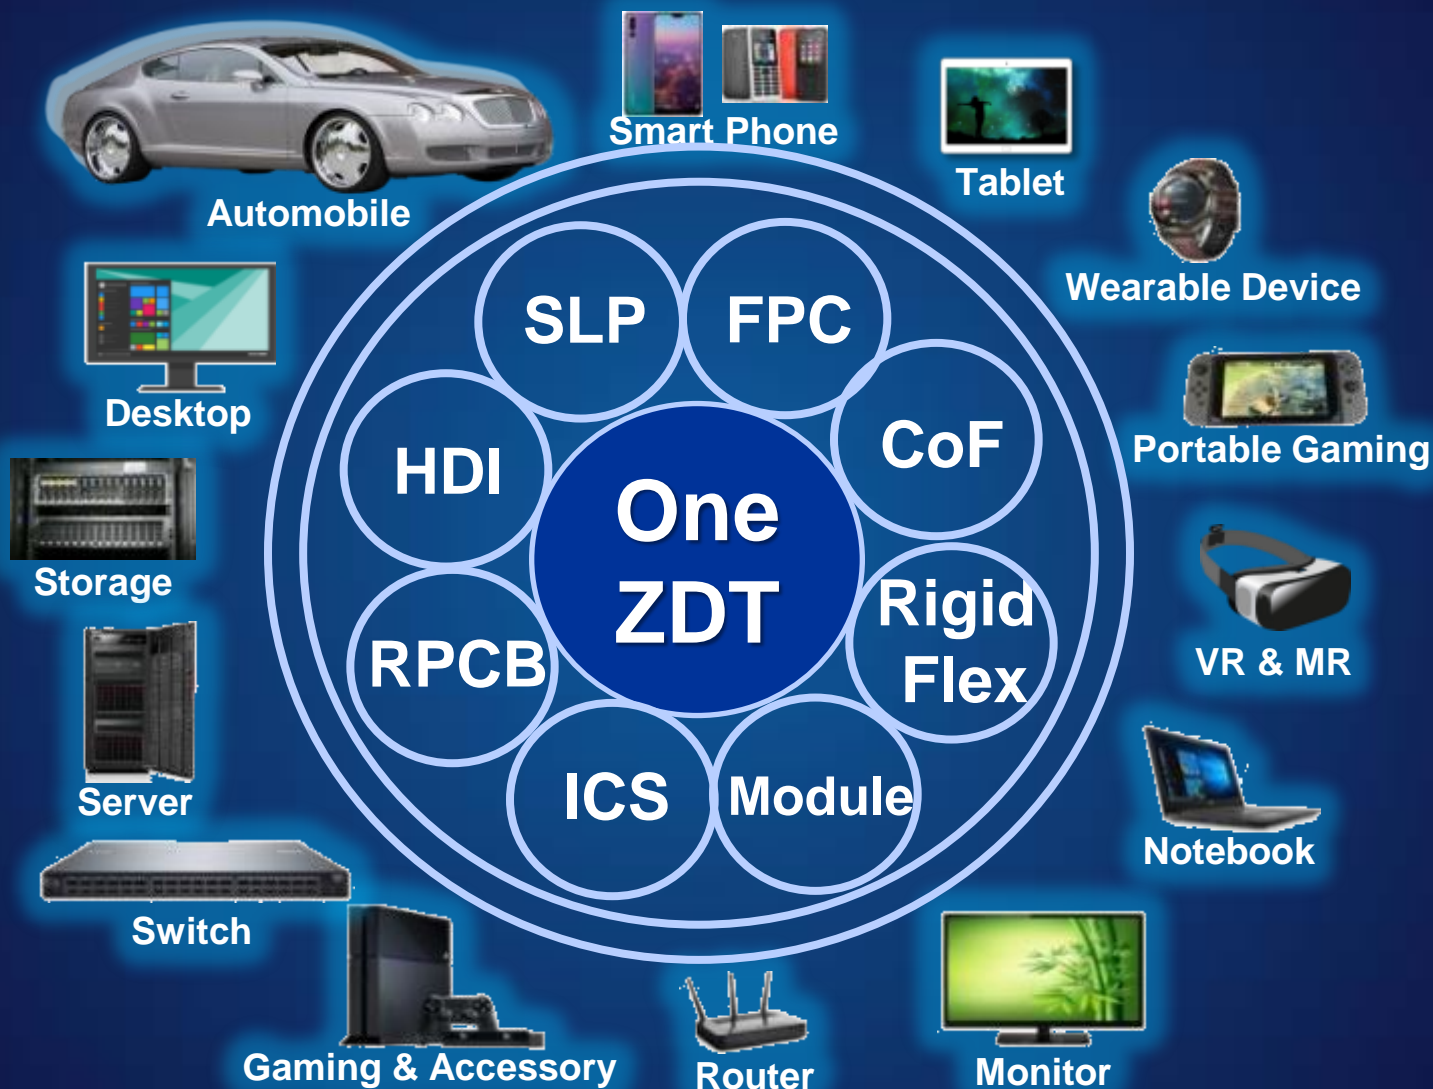 Smart Phone
Tablet
Automobile
Wearable Device
SLP
FPC
Desktop
HDI
CoF
Portable Gaming
One
ZDT
Storage
RPCB
Rigid
Flex
VR & MR
Server
ICS
Module
Notebook
Switch
Gaming & Accessory
Router
Monitor